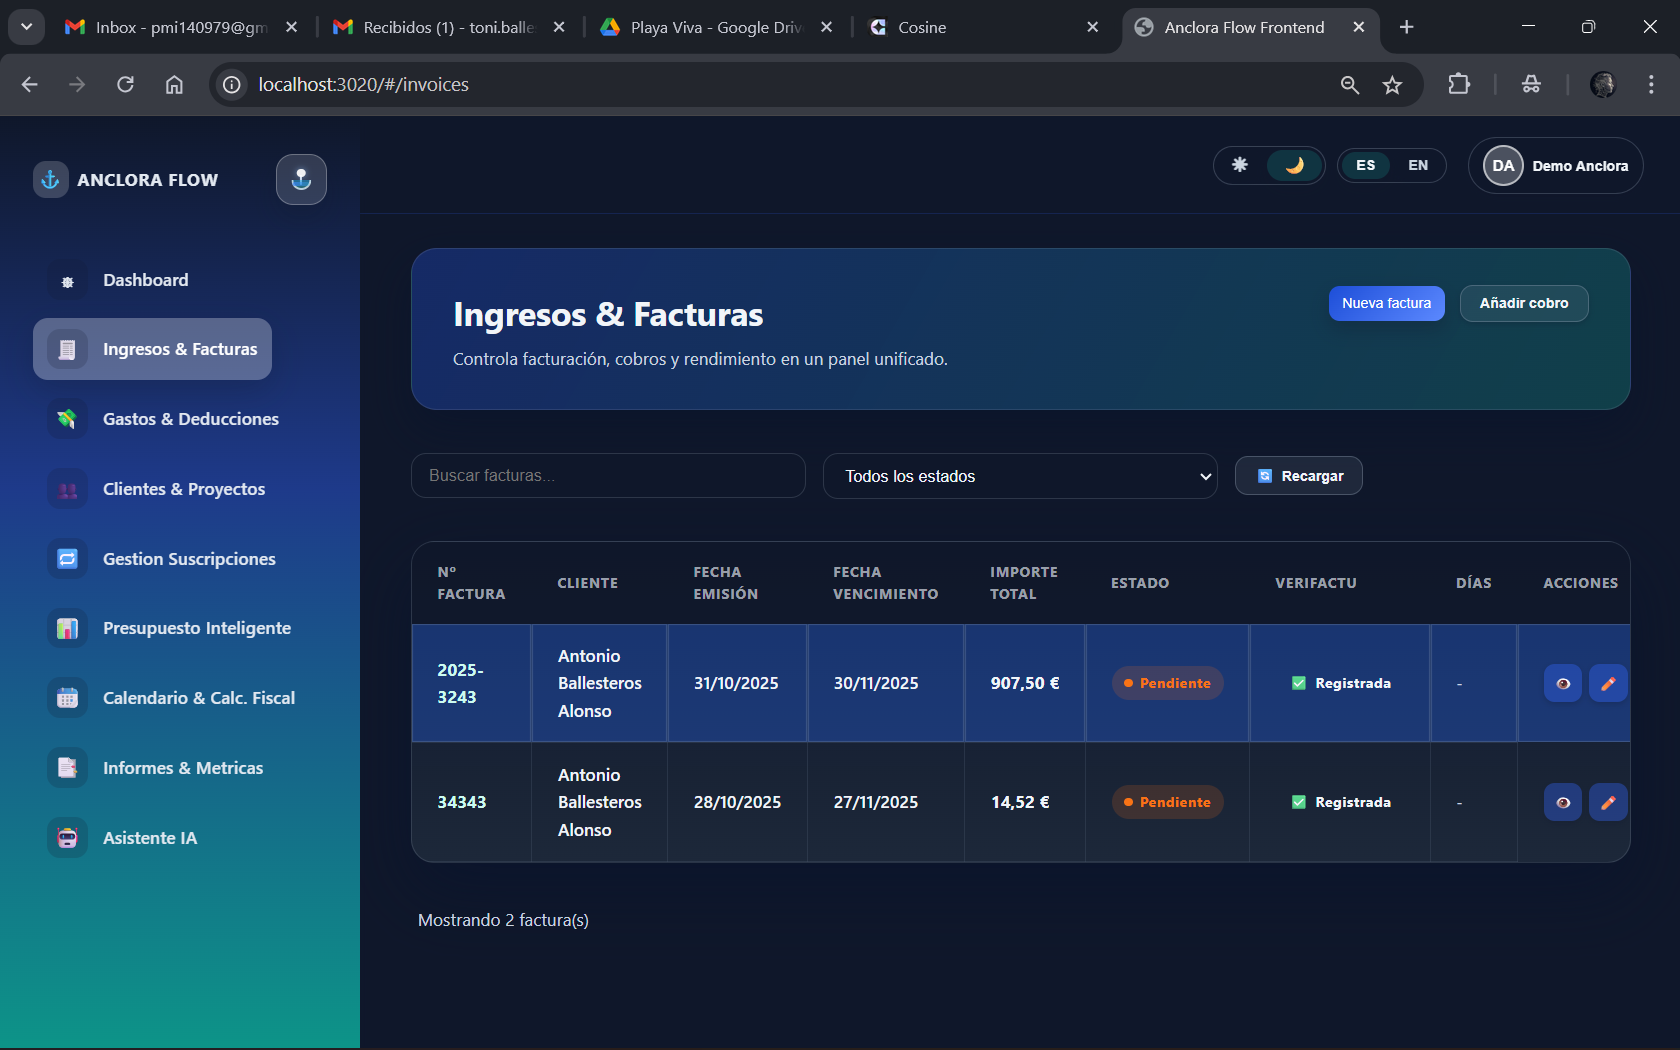 Inbox - pmi140979@gm
Recibidos (1) - toni.balle
Playa Viva - Google Driv
Cosine
Anclora Flow Frontend
localhost:3020/#/invoices
ANCLORA FLOW
ES
EN
DA
Demo Anclora
Dashboard
Ingresos & Facturas
Gastos & Deducciones
Clientes & Proyectos
Gestion Suscripciones
Presupuesto Inteligente
Calendario & Calc. Fiscal
Informes & Metricas
Asistente IA
Ingresos & Facturas
Controla facturación, cobros y rendimiento en un panel unificado.
Nueva factura
Añadir cobro
Buscar facturas...
Todos los estados
Recargar
Nº FACTURA
CLIENTE
FECHA EMISIÓN
FECHA VENCIMIENTO
IMPORTE TOTAL
ESTADO
VERIFACTU
DÍAS
ACCIONES
2025-3243
Antonio Ballesteros Alonso
31/10/2025
30/11/2025
907,50 €
Pendiente
Registrada
-
34343
Antonio Ballesteros Alonso
28/10/2025
27/11/2025
14,52 €
Pendiente
Registrada
-
Mostrando 2 factura(s)